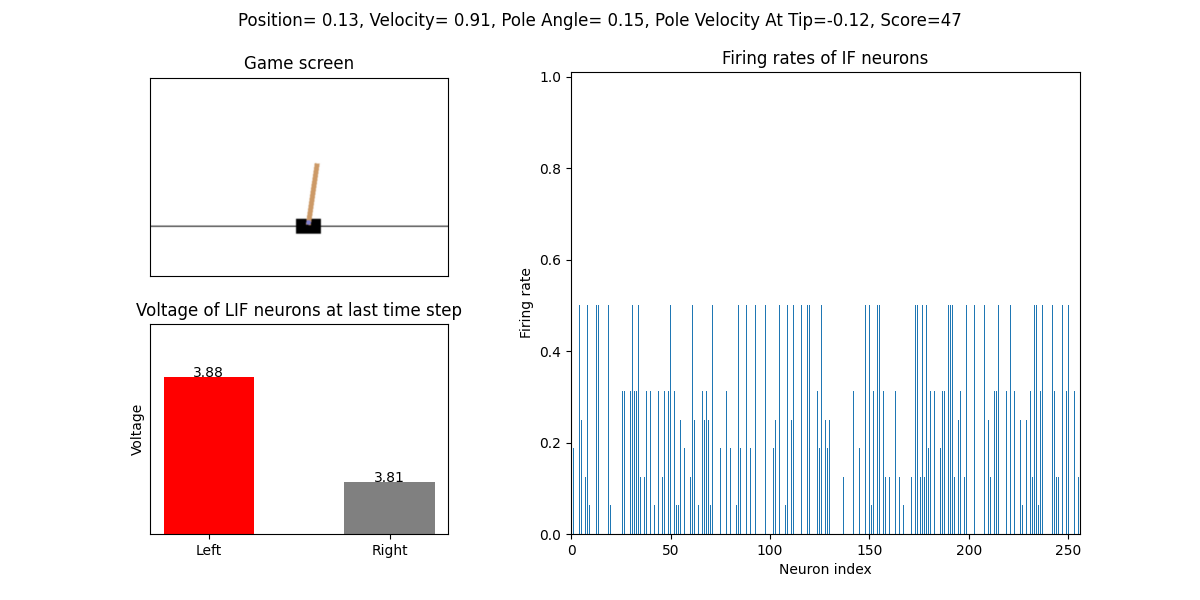 Position= 0.13, Velocity= 0.91, Pole Angle= 0.15, Pole Velocity At Tip=-0.12, Score=47
Game screen
Voltage of LIF neurons at last time step
Voltage
3.88
3.81
Left
Right
Firing rates of IF neurons
Firing rate
1.0
0.8
0.6
0.4
0.2
0.0
0
50
100
150
200
250
Neuron index